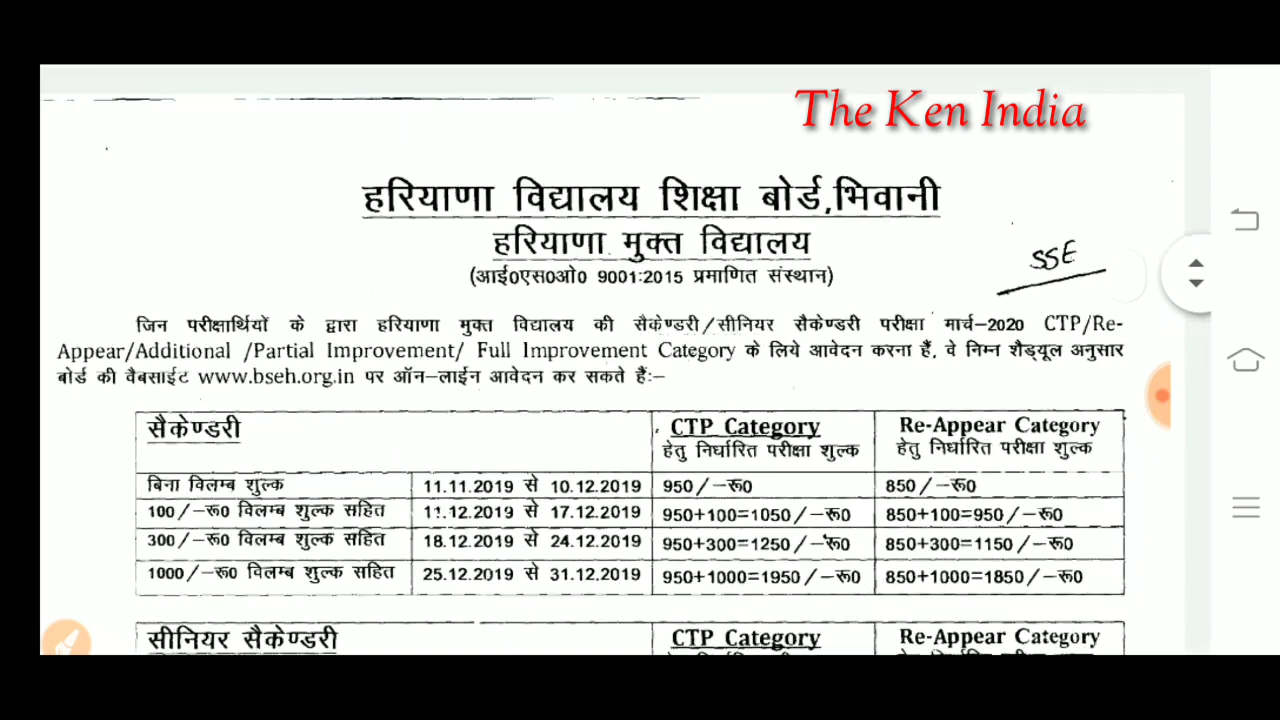 The Ken India
हरियाणा विद्यालय शिक्षा बोर्ड,भिवानी
हरियाणा मुक्त विद्यालय
(आई0एस0ओ0 9001:2015 प्रमाणित संस्थान)
SSE
जिन परीक्षार्थियों के द्वारा हरियाणा मुक्त विद्यालय की सैकेण्डरी/सीनियर सैकेण्डरी परीक्षा मार्च-2020 CTP/Re-
Appear/Additional /Partial Improvement/ Full Improvement Category के लिये आवेदन करना हैं, वे निम्न शैड्यूल अनुसार
बोर्ड की वैबसाईट www.bseh.org.in पर ऑन-लाईन आवेदन कर सकते हैं:-
सैकेण्डरी CTP Category Re-Appear Category
हेतु निर्धारित परीक्षा शुल्क हेतु निर्धारित परीक्षा शुल्क
बिना विलम्ब शुल्क 11.11.2019 से 10.12.2019 950/-रू0 850/-रू0
100/-रू0 विलम्ब शुल्क सहित 11.12.2019 से 17.12.2019 950+100=1050/-रू0 850+100=950/-रू0
300/-रू0 विलम्ब शुल्क सहित 18.12.2019 से 24.12.2019 950+300=1250/-रू0 850+300=1150/-रू0
1000/-रू0 विलम्ब शुल्क सहित 25.12.2019 से 31.12.2019 950+1000=1950/-रू0 850+1000=1850/-रू0
सीनियर सैकेण्डरी CTP Category Re-Appear Category